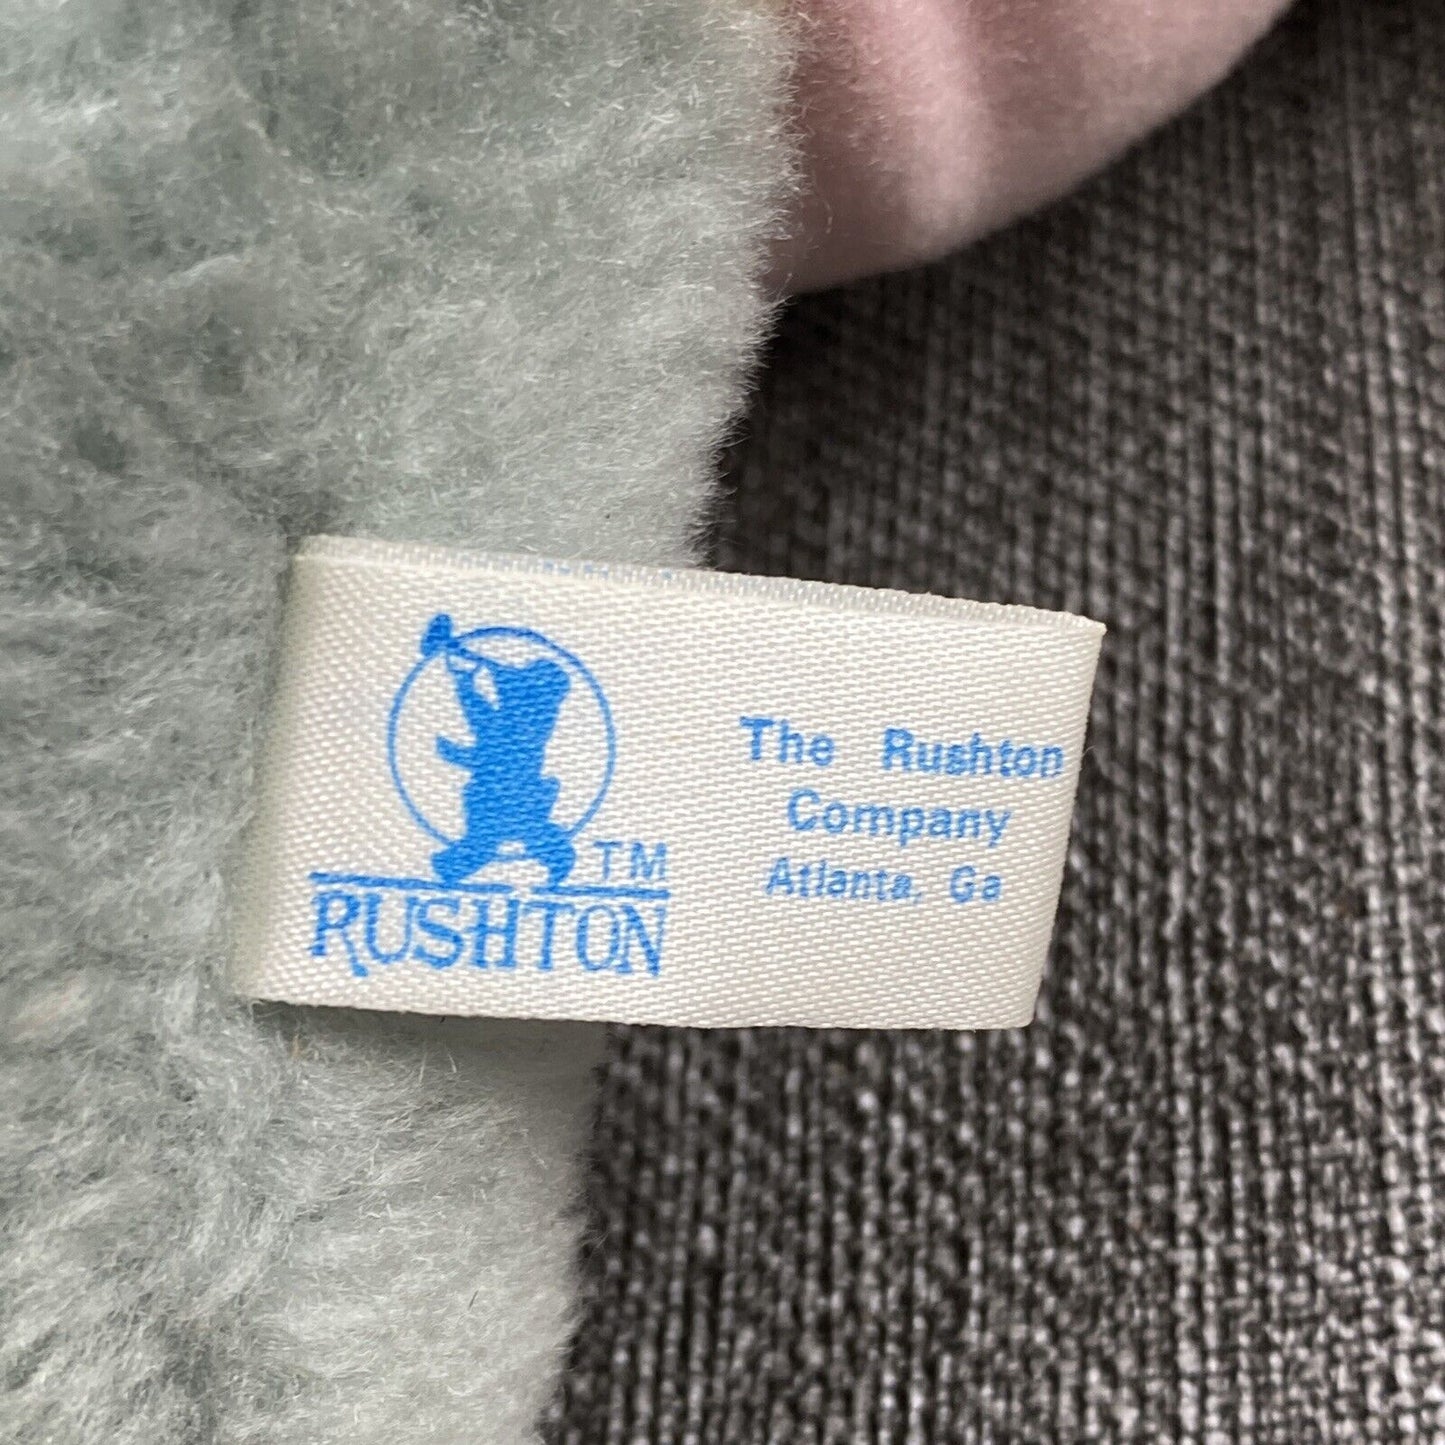 TM
RUSHTON
The Rushton
Company
Atlanta, Ga